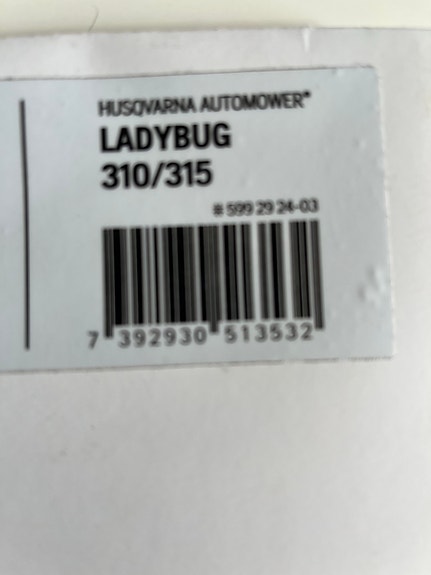 HUSQVARNA AUTOMOWER®
LADYBUG
310/315
# 599 29 24-03
7 392930 513532